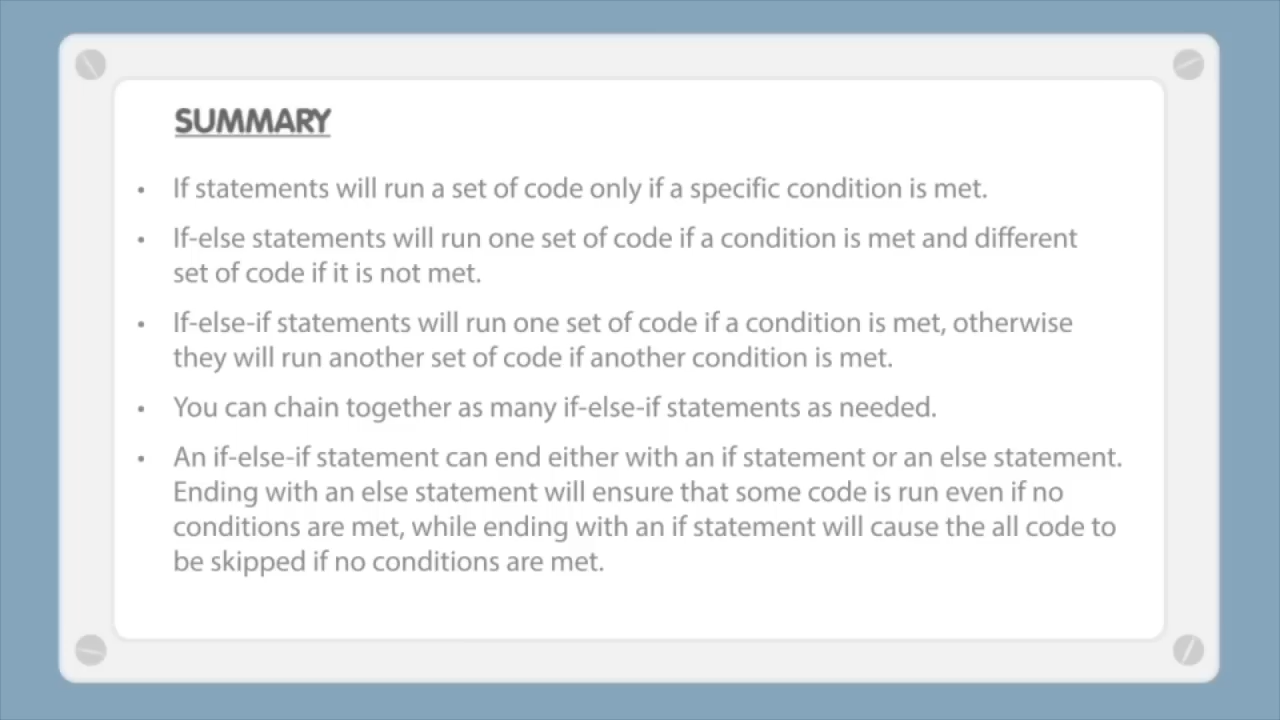 SUMMARY
• If statements will run a set of code only if a specific condition is met.
• If-else statements will run one set of code if a condition is met and different
set of code if it is not met.
• If-else-if statements will run one set of code if a condition is met, otherwise
they will run another set of code if another condition is met.
• You can chain together as many if-else-if statements as needed.
• An if-else-if statement can end either with an if statement or an else statement.
Ending with an else statement will ensure that some code is run even if no
conditions are met, while ending with an if statement will cause the all code to
be skipped if no conditions are met.